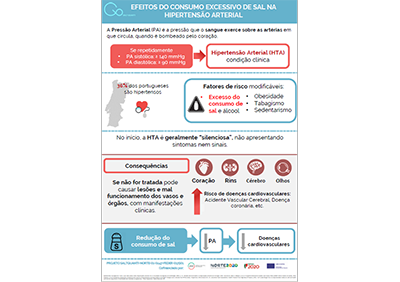 EFEITOS DO CONSUMO EXCESSIVO DE SAL NA
HIPERTENSÃO ARTERIAL
A Pressão Arterial (PA) é a pressão que o sangue exerce sobre as artérias em
que circula, quando é bombeado pelo coração.
Se repetidamente
• PA sistólica ≥ 140 mmHg
• PA diastólica ≥ 90 mmHg
Hipertensão Arterial (HTA)
condição clínica
dos portugueses
são hipertensos
Fatores de risco modificáveis:
• Excesso do
consumo de
sal e álcool
• Obesidade
• Tabagismo
• Sedentarismo
No início, a HTA é geralmente "silenciosa", não apresentando
sintomas nem sinais.
Consequências
Coração
Rins
Cérebro
Olhos
Se não for tratada pode
causar lesões e mal
funcionamento dos vasos e
órgãos, com manifestações
clínicas.
Risco de doenças cardiovasculares:
Acidente Vascular Cerebral, Doença
coronária, etc.
Redução do
consumo de sal
PA
Doenças
cardiovasculares
NORTE2020
2020